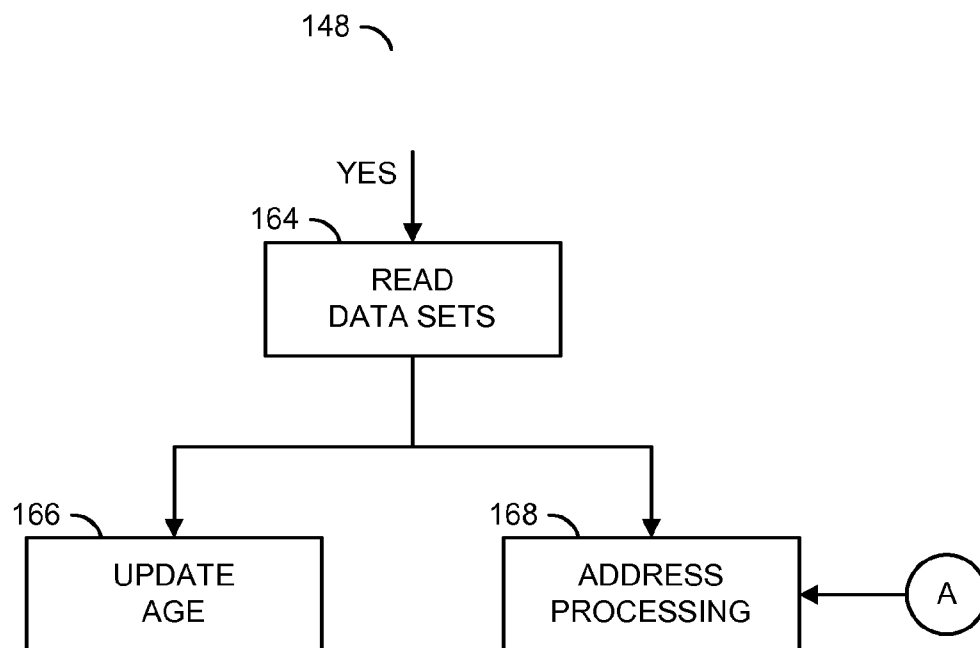 148
YES
164
READ
DATA SETS
166
UPDATE
AGE
168
ADDRESS
PROCESSING
A